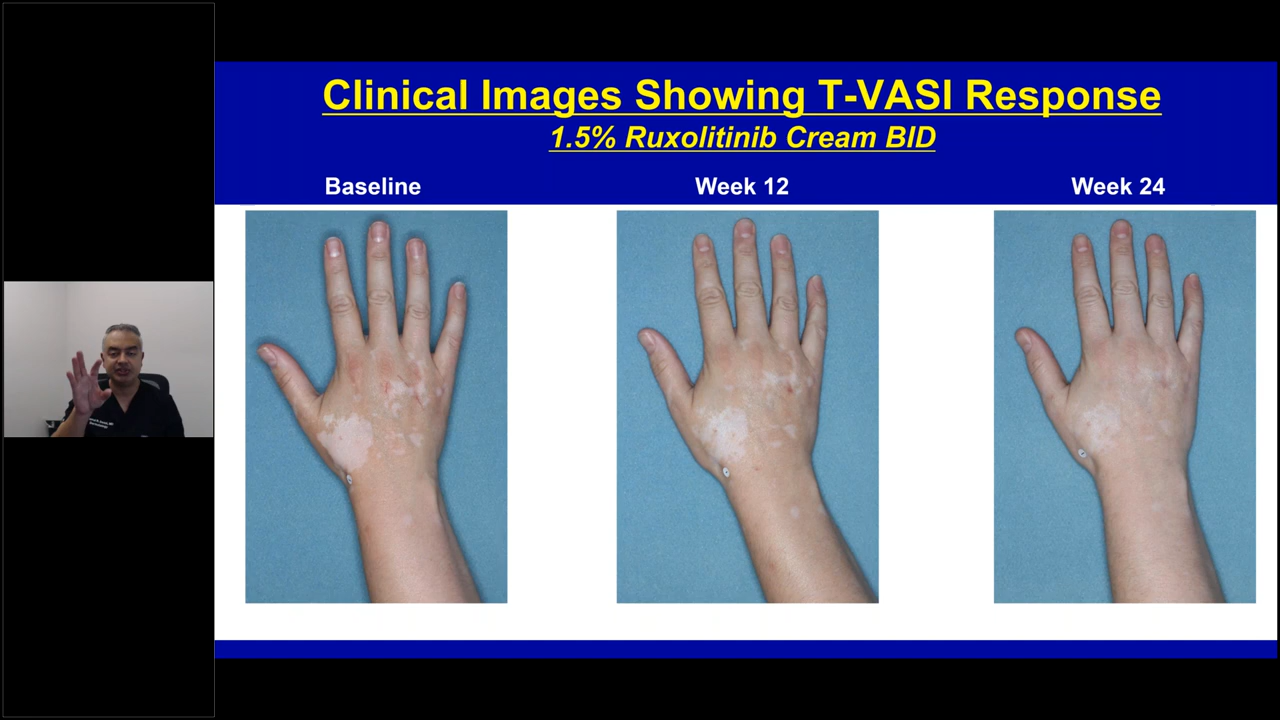 Clinical Images Showing T-VASI Response
1.5% Ruxolitinib Cream BID
Baseline
Week 12
Week 24